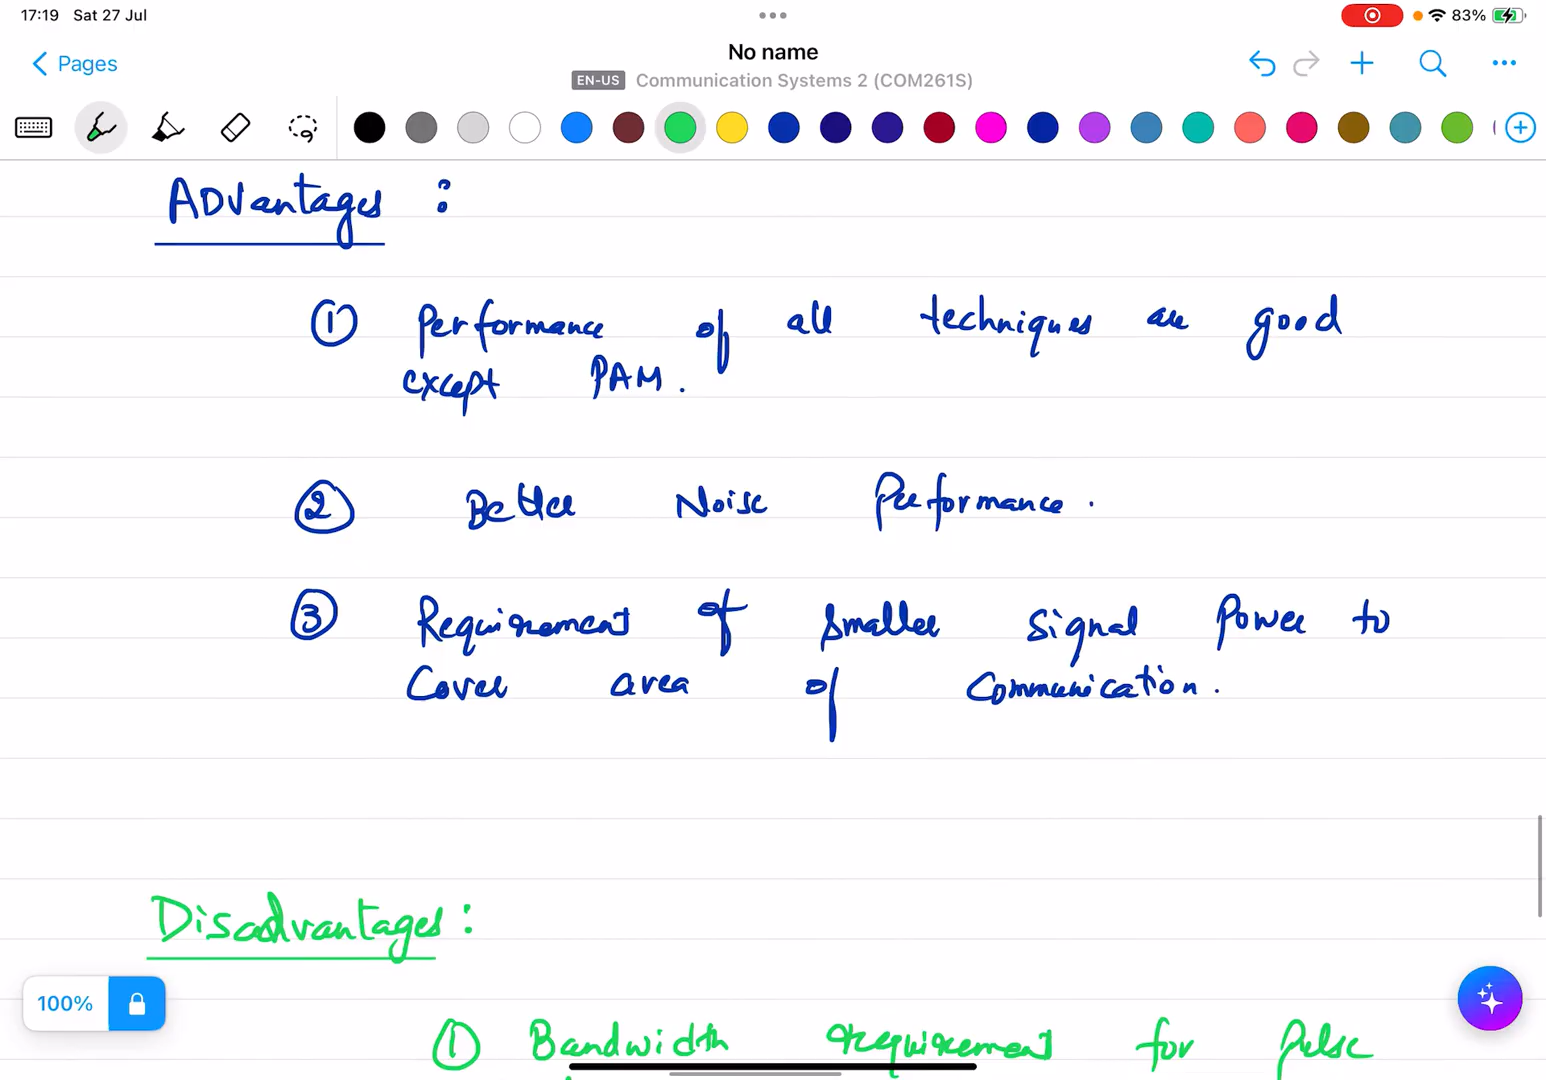 17:19 Sat 27 Jul
83%
Pages
No name
EN-US Communication Systems 2 (COM261S)
Advantages :
① Performance of all techniques are good
except PAM.
② Better Noise Performance.
③ Requirement of smaller signal Power to
Cover area of Communication.
Disadvantages :
100%
① Bandwidth requirement for pulse